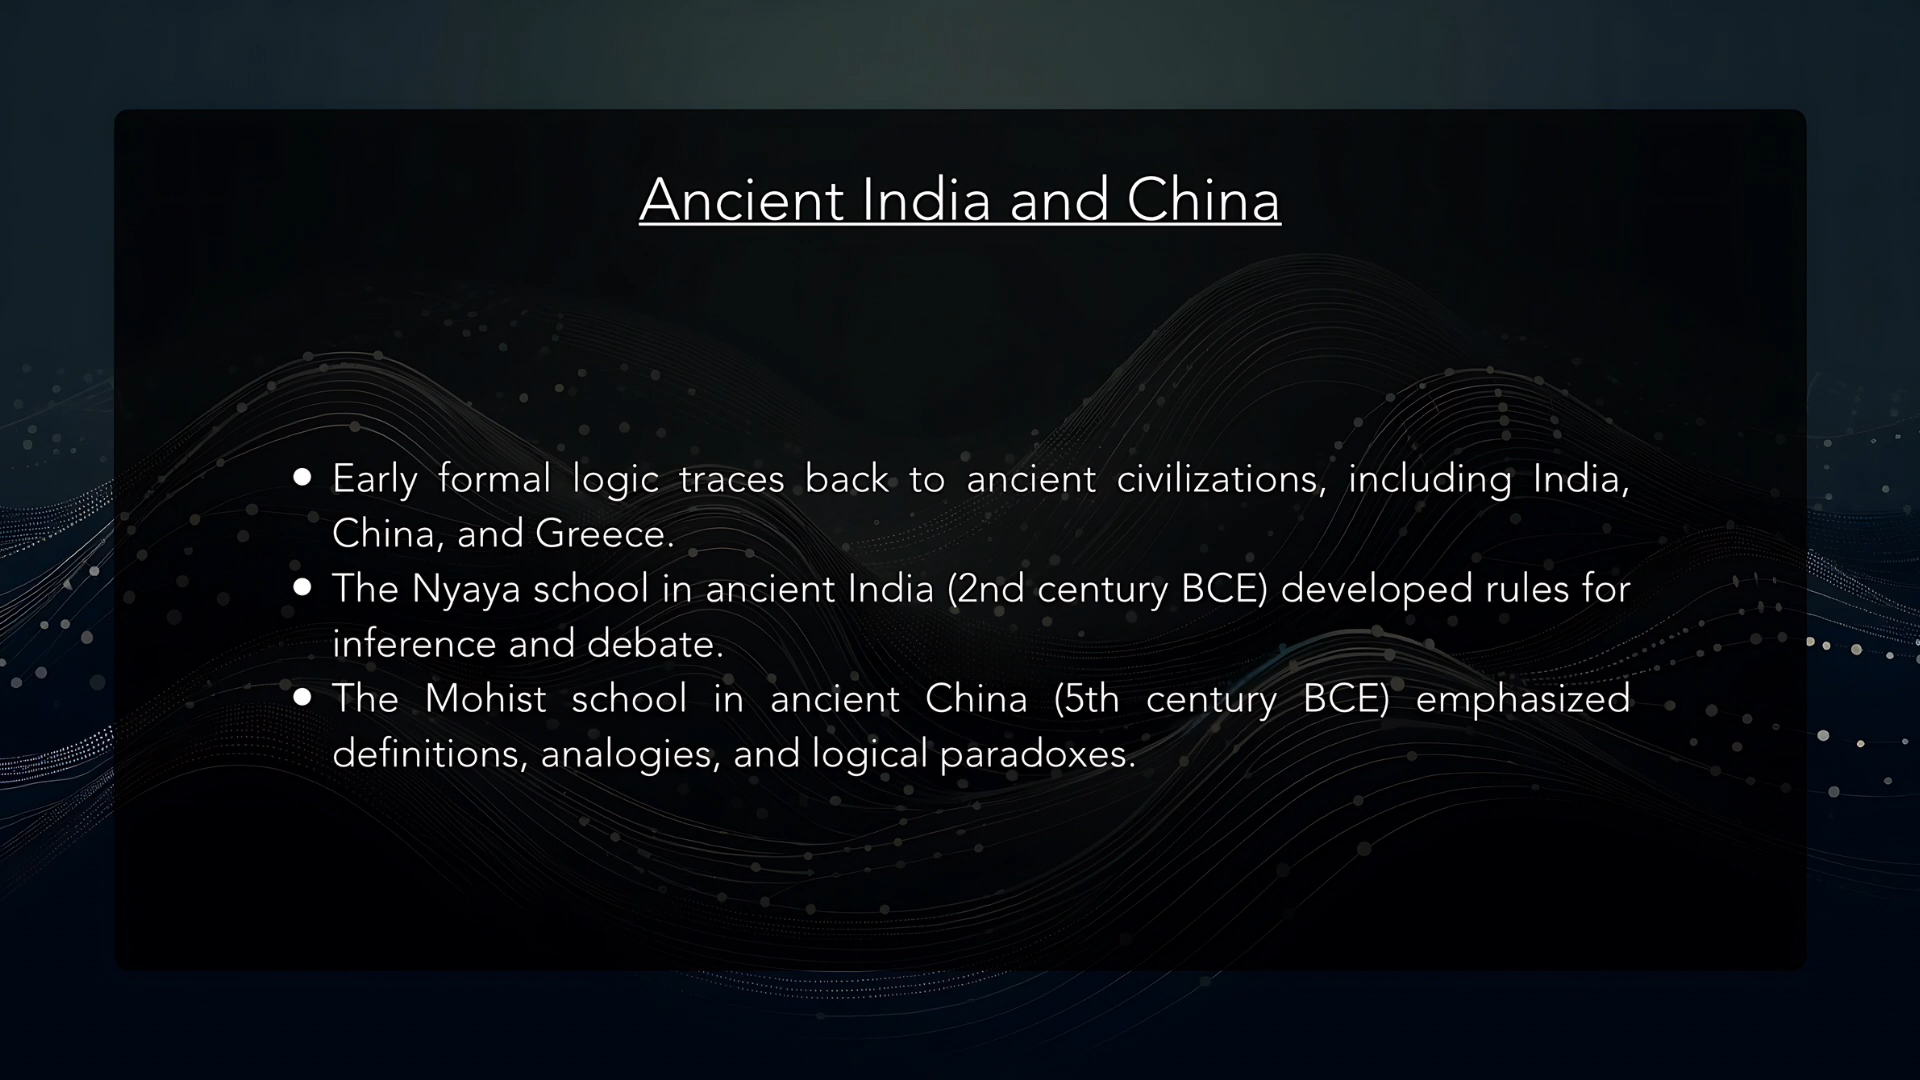 Ancient India and China
● Early formal logic traces back to ancient civilizations, including India,
China, and Greece.
● The Nyaya school in ancient India (2nd century BCE) developed rules for
inference and debate.
● The Mohist school in ancient China (5th century BCE) emphasized
definitions, analogies, and logical paradoxes.